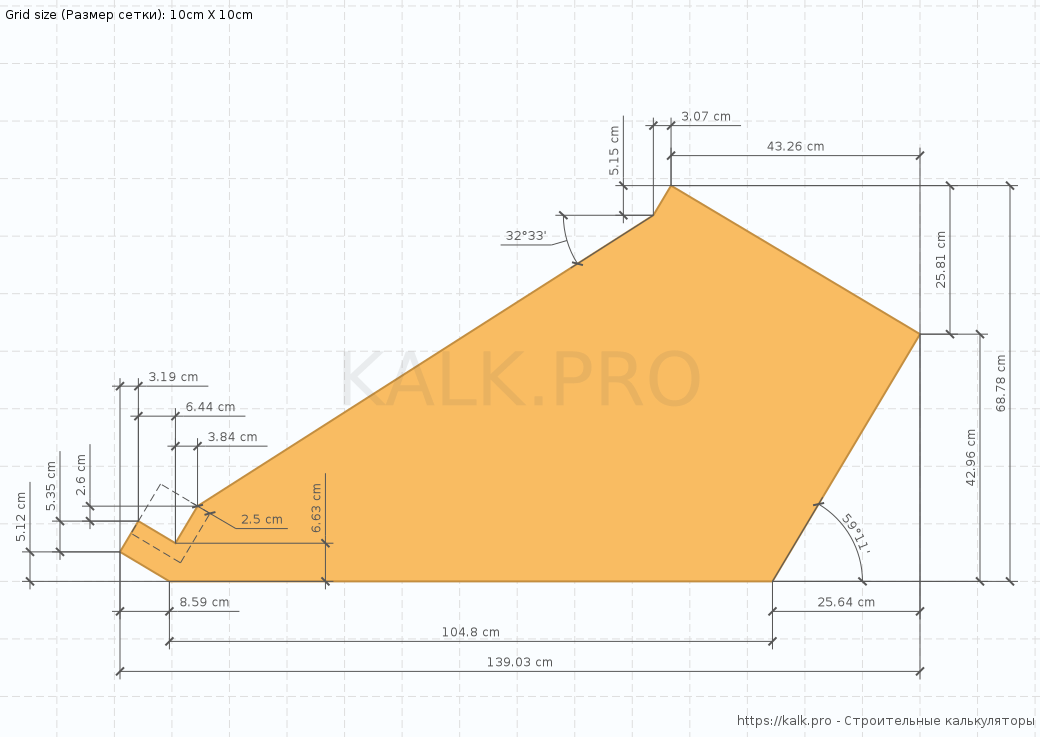 Grid size (Размер сетки): 10cm X 10cm
3.07 cm
5.15 cm
43.26 cm
32°33'
25.81 cm
KALK.PRO
68.78 cm
3.19 cm
6.44 cm
3.84 cm
42.96 cm
2.6 cm
5.35 cm
5.12 cm
6.63 cm
2.5 cm
59°11'
8.59 cm
25.64 cm
104.8 cm
139.03 cm
https://kalk.pro - Строительные калькуляторы